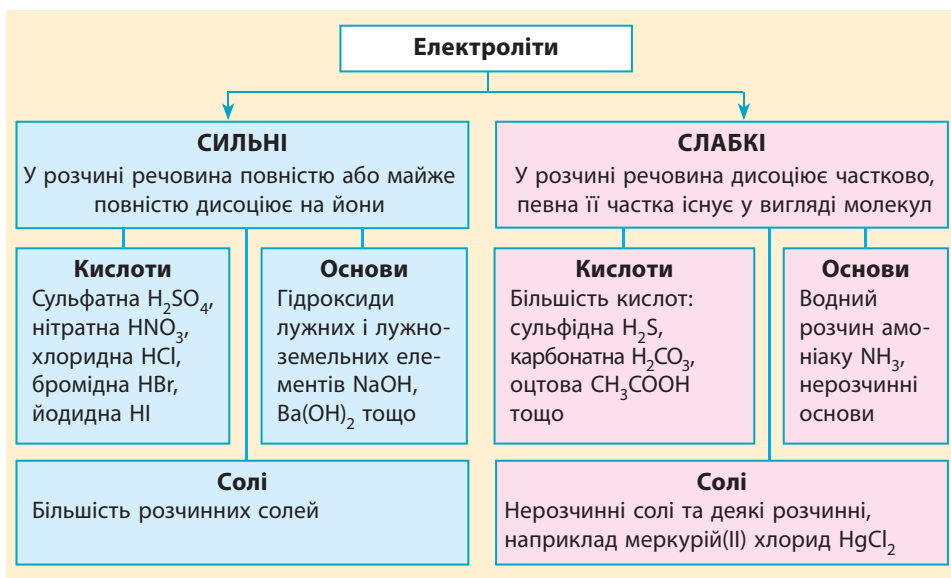 Електроліти
СИЛЬНІ
У розчині речовина повністю або майже
повністю дисоціює на йони
Кислоти
Сульфатна H₂SO₄,
нітратна HNO₃,
хлоридна HCl,
бромідна HBr,
йодидна HI
Основи
Гідроксиди
лужних і лужно-
земельних еле-
ментів NaOH,
Ba(OH)₂ тощо
Солі
Більшість розчинних солей
СЛАБКІ
У розчині речовина дисоціює частково,
певна її частка існує у вигляді молекул
Кислоти
Більшість кислот:
сульфідна H₂S,
карбонатна H₂CO₃,
оцтова CH₃COOH
тощо
Основи
Водний
розчин амо-
ніаку NH₃,
нерозчинні
основи
Солі
Нерозчинні солі та деякі розчинні,
наприклад меркурій(II) хлорид HgCl₂